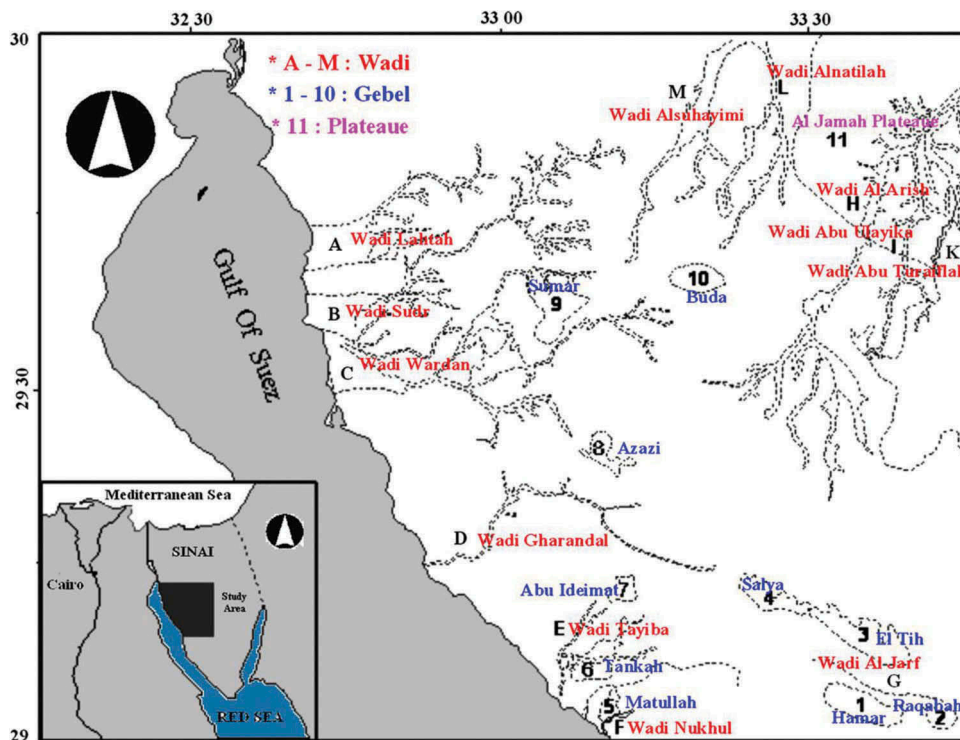 32 30
33 00
33 30
30
* A - M : Wadi
* 1 - 10 : Gebel
* 11 : Plateaue
M
Wadi Alsuhayimi
Wadi Alnatilah
L
Al Jamah Plateaue
11
Wadi Al Arish
H
Wadi Abu Ulayika
I
K
Wadi Abu Turaifiah
A
Wadi Lahtah
Gulf Of Suez
Sumar
9
10
Buda
B
Wadi Sudr
C
Wadi Wardan
29 30
8
Azazi
D
Wadi Gharandal
Abu Ideimat
7
Salya
4
E
Wadi Tayiba
3
El Tih
6
Tankah
Wadi Al-Jarf
G
5
Matullah
1
Hamar
Raqabah
2
F
Wadi Nukhul
29
Mediterranean Sea
SINAI
Cairo
Study
Area
RED SEA